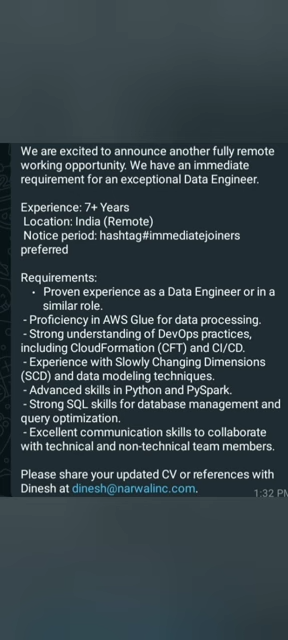 We are excited to announce another fully remote
working opportunity. We have an immediate
requirement for an exceptional Data Engineer.
Experience: 7+ Years
Location: India (Remote)
Notice period: hashtag#immediatejoiners
preferred
Requirements:
• Proven experience as a Data Engineer or in a
similar role.
- Proficiency in AWS Glue for data processing.
- Strong understanding of DevOps practices,
including CloudFormation (CFT) and CI/CD.
- Experience with Slowly Changing Dimensions
(SCD) and data modeling techniques.
- Advanced skills in Python and PySpark.
- Strong SQL skills for database management and
query optimization.
- Excellent communication skills to collaborate
with technical and non-technical team members.
Please share your updated CV or references with
Dinesh at dinesh@narwalinc.com.
1:32 PM